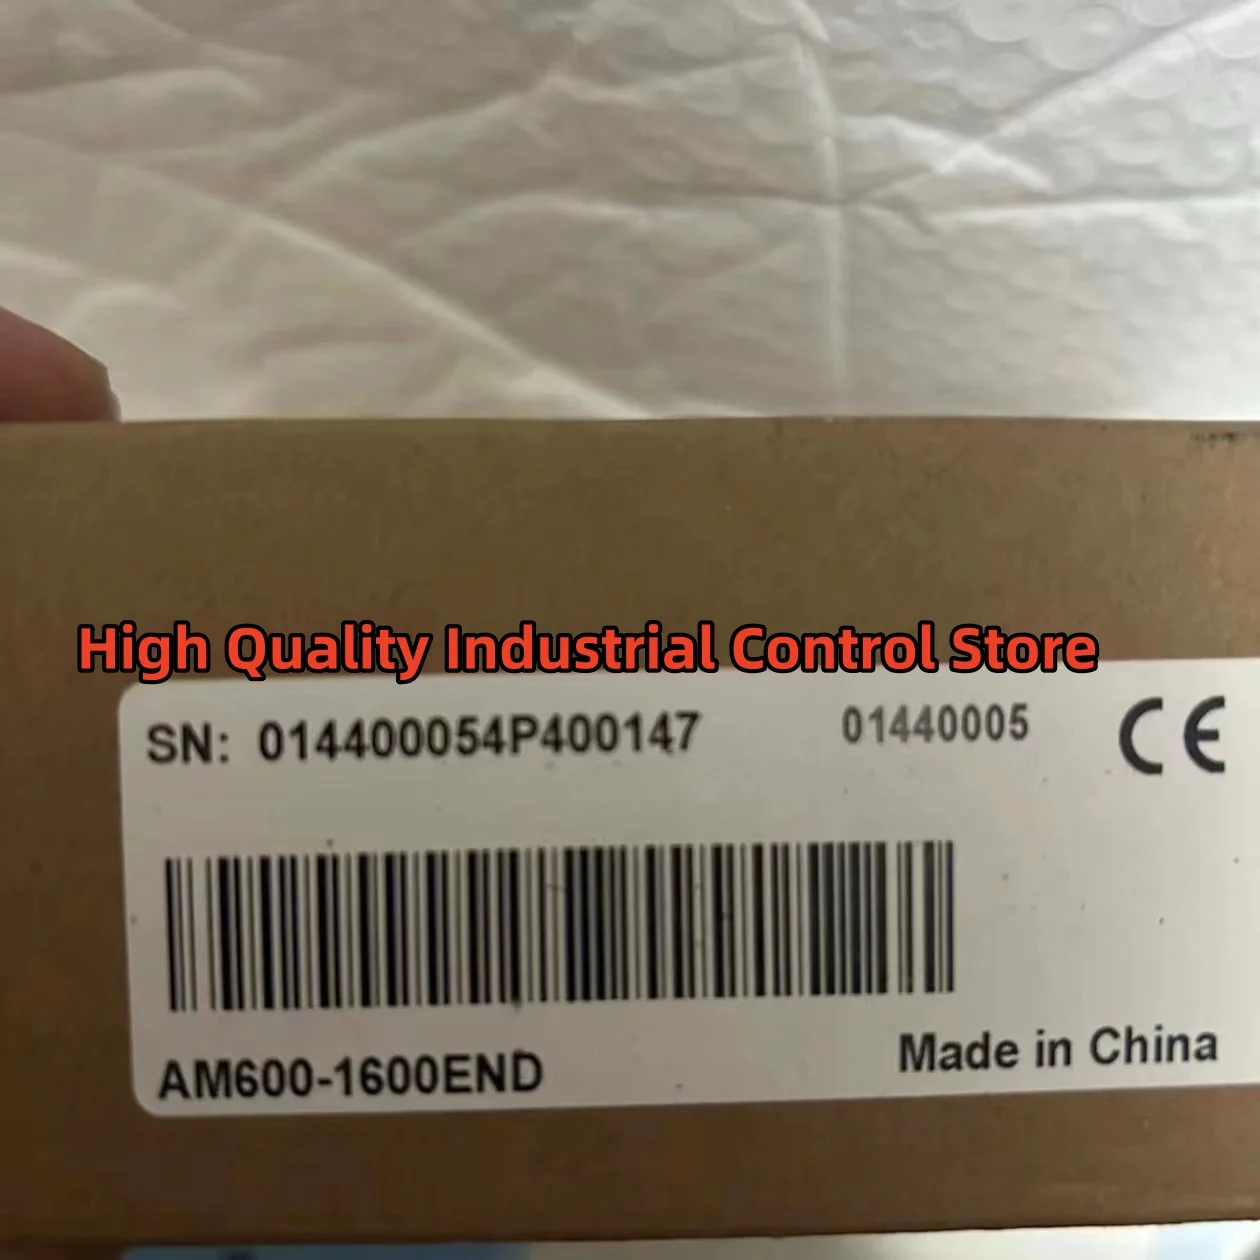 High Quality Industrial Control Store
SN: 014400054P400147 01440005 CE
AM600-1600END Made in China